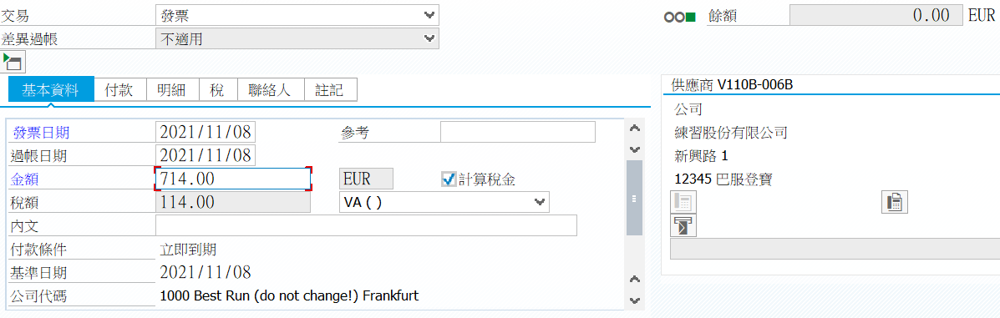 交易 發票
餘額 0.00 EUR
差異過帳 不適用
基本資料 付款 明細 稅 聯絡人 註記
發票日期 2021/11/08 參考
過帳日期 2021/11/08
金額 714.00 EUR 計算稅金
稅額 114.00 VA ( )
內文
付款條件 立即到期
基準日期 2021/11/08
公司代碼 1000 Best Run (do not change!) Frankfurt
供應商 V110B-006B
公司
練習股份有限公司
新興路 1
12345 巴服登寶